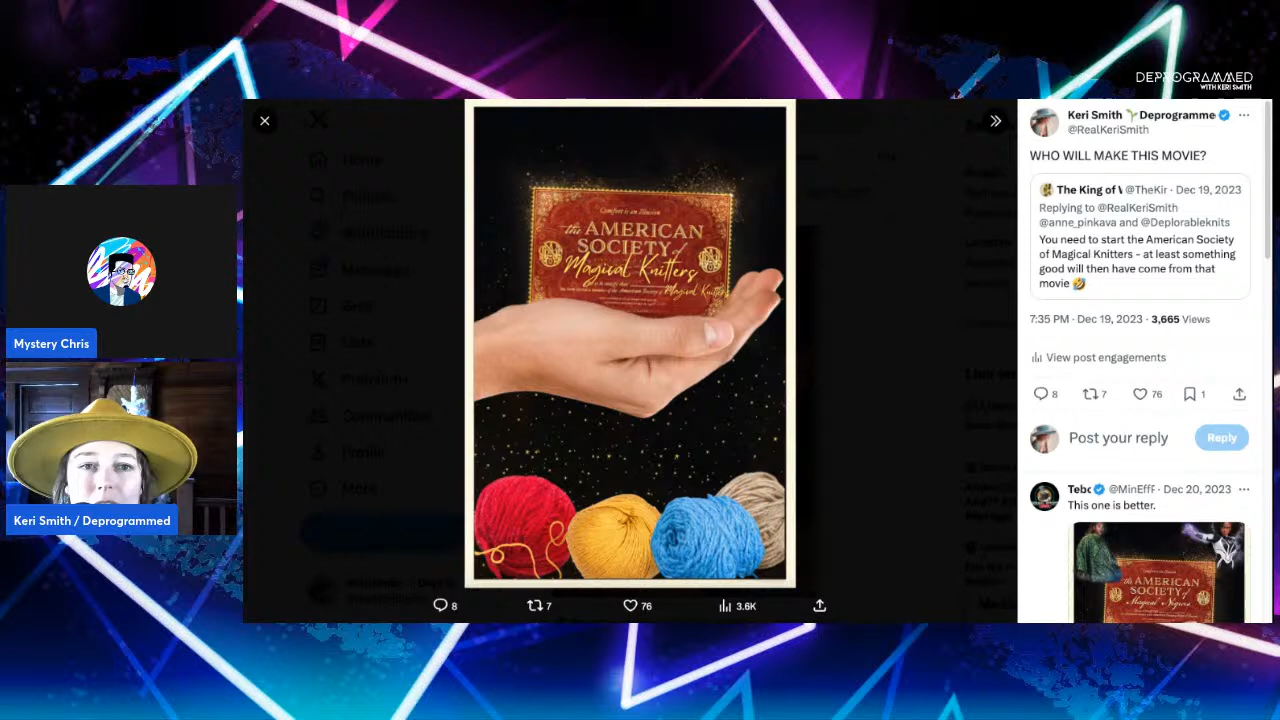 DEPROGRAMMED
WITH KERI SMITH
Mystery Chris
Keri Smith / Deprogrammed
Home
More
Comfort is an Illusion
the AMERICAN
SOCIETY of
Magical Knitters
8
7
76
3.6K
Keri Smith Deprogramme
@RealKeriSmith
WHO WILL MAKE THIS MOVIE?
The King of \ @TheKir · Dec 19, 2023
Replying to @RealKeriSmith
@anne_pinkava and @Deplorableknits
You need to start the American Society
of Magical Knitters - at least something
good will then have come from that
movie 🤣
7:35 PM · Dec 19, 2023 · 3,665 Views
View post engagements
8
7
76
1
Post your reply
Reply
Tebc @MinEffF · Dec 20, 2023
This one is better.
the AMERICAN
SOCIETY of
Magical Negroes